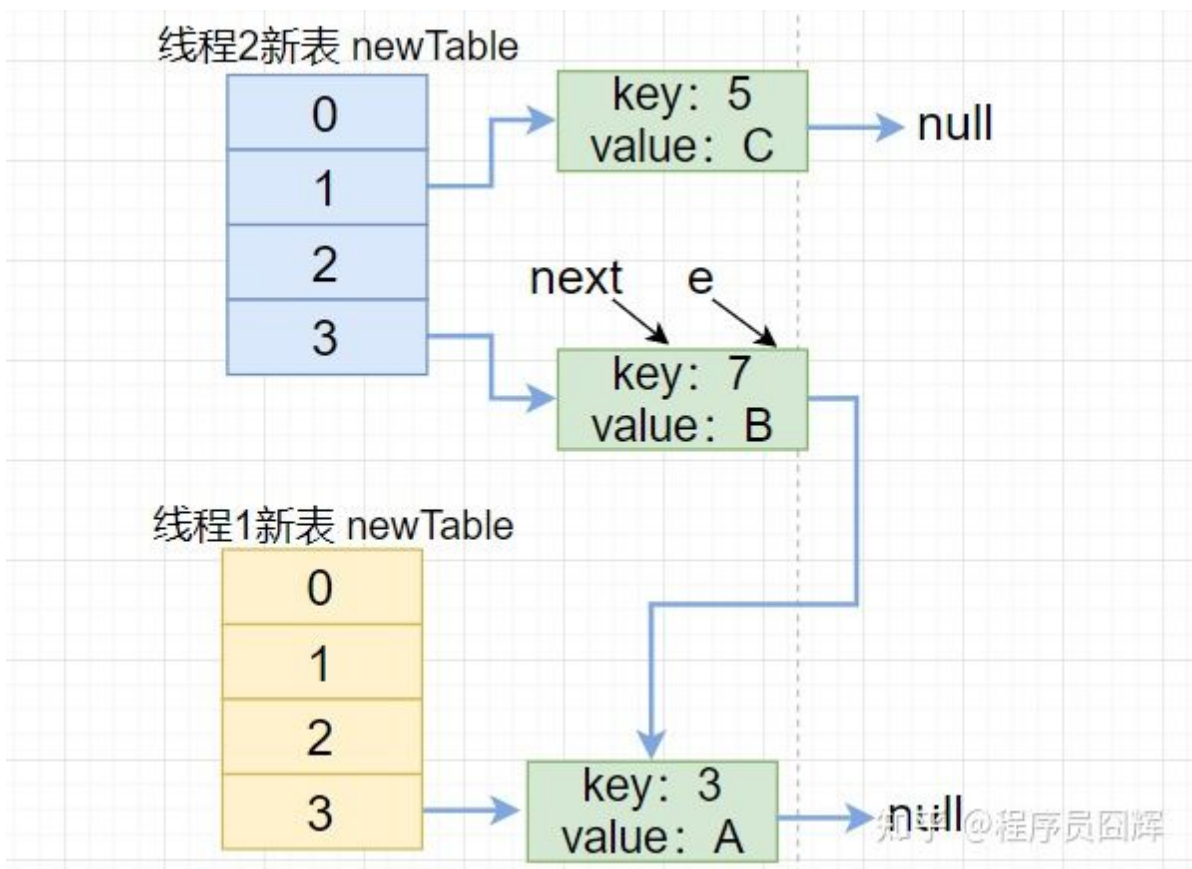 线程2新表 newTable
0
1
2
3
key: 5
value: C
null
next
e
key: 7
value: B
线程1新表 newTable
0
1
2
3
key: 3
value: A
null
知乎 @程序员囧辉